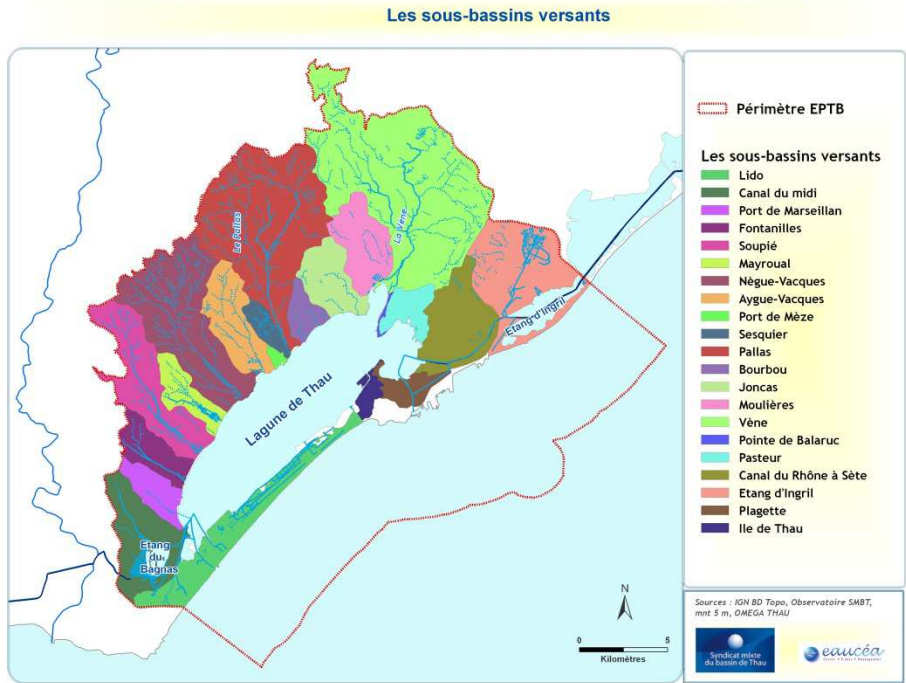 Les sous-bassins versants
Périmètre EPTB
Les sous-bassins versants
Lido
Canal du midi
Port de Marseillan
Fontanilles
Soupié
Mayroual
Nègue-Vacques
Aygue-Vacques
Port de Mèze
Sesquier
Pallas
Bourbou
Joncas
Moulières
Vène
Pointe de Balaruc
Pasteur
Canal du Rhône à Sète
Etang d'Ingril
Plagette
Ile de Thau
Le Pallas
La Vène
Etang d'Ingril
Lagune de Thau
Etang
du
Bagnas
N
0 5
Kilomètres
Sources : IGN BD Topo, Observatoire SMBT,
mnt 5 m, OMEGA THAU
Syndicat mixte
du bassin de Thau
eaucéa